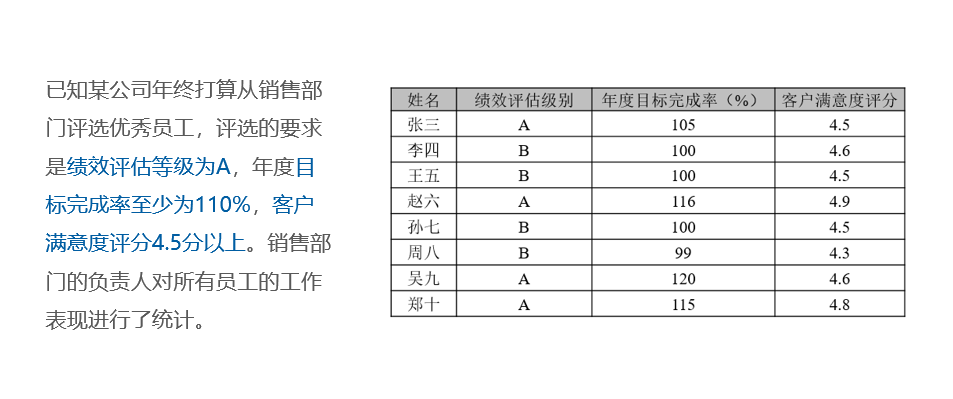 已知某公司年终打算从销售部
门评选优秀员工，评选的要求
是绩效评估等级为A，年度目
标完成率至少为110%，客户
满意度评分4.5分以上。销售部
门的负责人对所有员工的工作
表现进行了统计。
姓名 绩效评估级别 年度目标完成率（%） 客户满意度评分
张三 A 105 4.5
李四 B 100 4.6
王五 B 100 4.5
赵六 A 116 4.9
孙七 B 100 4.5
周八 B 99 4.3
吴九 A 120 4.6
郑十 A 115 4.8